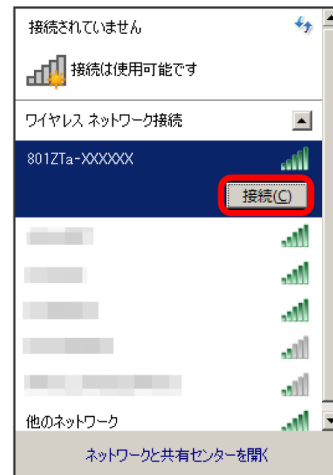 接続されていません
接続は使用可能です
ワイヤレス ネットワーク接続
801ZTa-XXXXXX
接続(C)
他のネットワーク
ネットワークと共有センターを開く